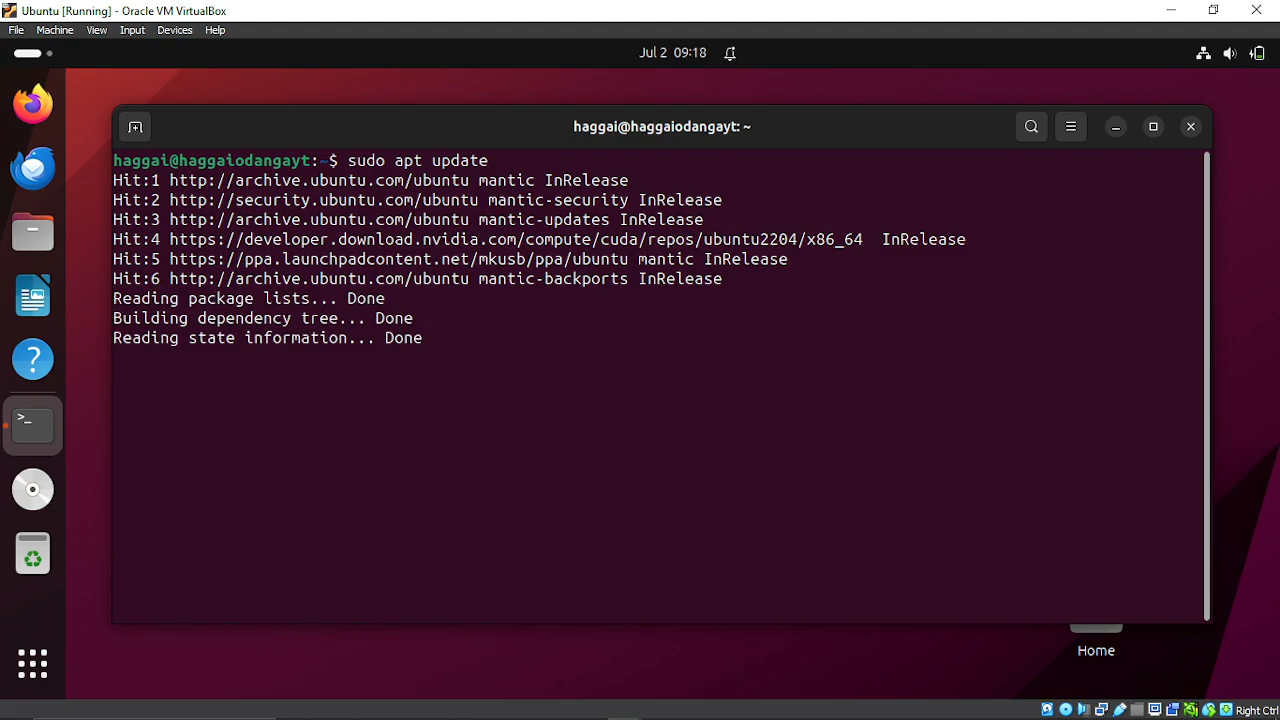 Ubuntu [Running] - Oracle VM VirtualBox
File Machine View Input Devices Help
Jul 2 09:18
haggai@haggaiodangayt: ~
haggai@haggaiodangayt:~$ sudo apt update
Hit:1 http://archive.ubuntu.com/ubuntu mantic InRelease
Hit:2 http://security.ubuntu.com/ubuntu mantic-security InRelease
Hit:3 http://archive.ubuntu.com/ubuntu mantic-updates InRelease
Hit:4 https://developer.download.nvidia.com/compute/cuda/repos/ubuntu2204/x86_64  InRelease
Hit:5 https://ppa.launchpadcontent.net/mkusb/ppa/ubuntu mantic InRelease
Hit:6 http://archive.ubuntu.com/ubuntu mantic-backports InRelease
Reading package lists... Done
Building dependency tree... Done
Reading state information... Done
>_
?
Home
Right Ctrl